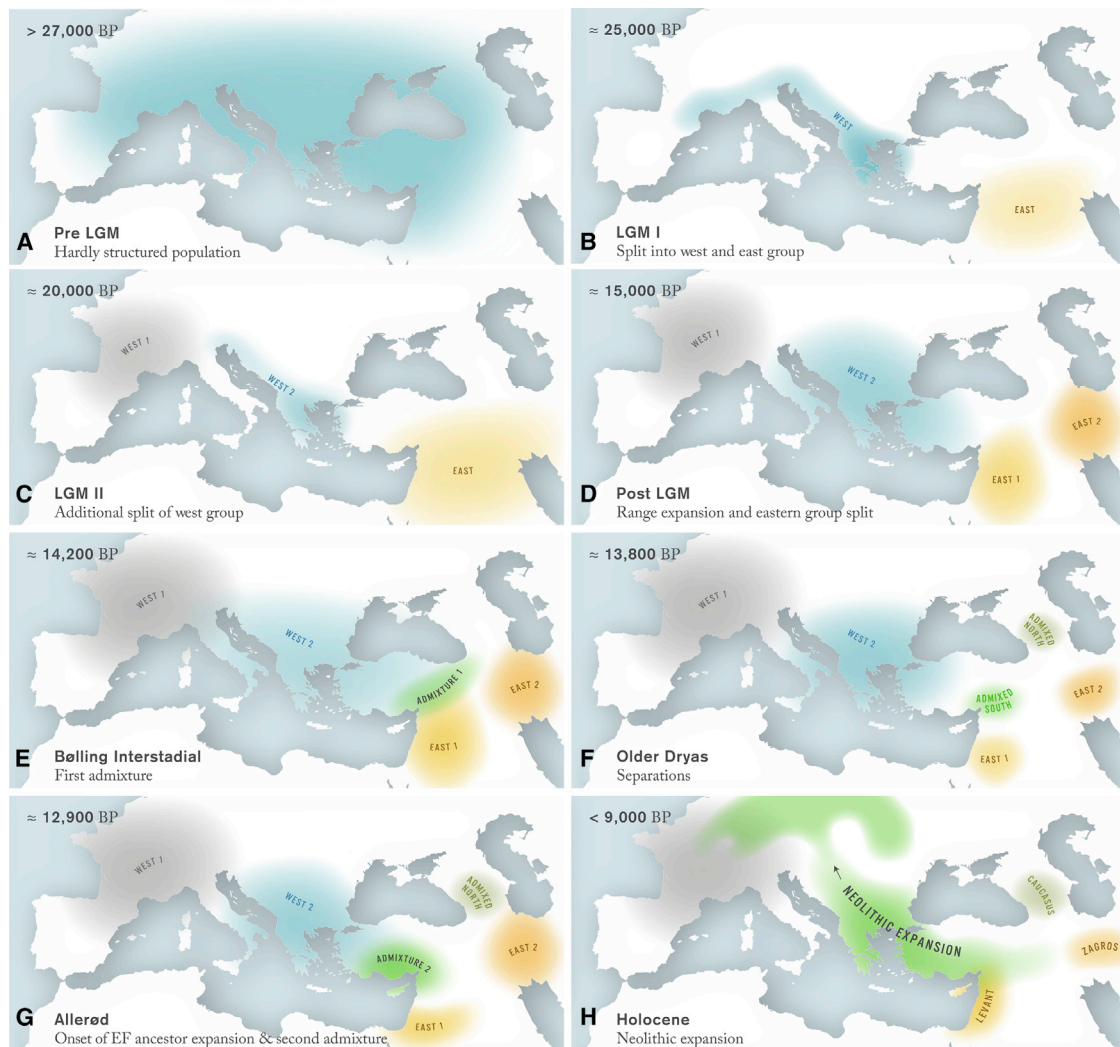 > 27,000 BP
A
Pre LGM
Hardly structured population
≈ 25,000 BP
WEST
EAST
B
LGM I
Split into west and east group
≈ 20,000 BP
WEST 1
WEST 2
EAST
C
LGM II
Additional split of west group
≈ 15,000 BP
WEST 1
WEST 2
EAST 2
EAST 1
D
Post LGM
Range expansion and eastern group split
≈ 14,200 BP
WEST 1
WEST 2
ADMIXTURE 1
EAST 2
EAST 1
E
Bølling Interstadial
First admixture
≈ 13,800 BP
WEST 1
WEST 2
ADMIXED
NORTH
ADMIXED
SOUTH
EAST 2
EAST 1
F
Older Dryas
Separations
≈ 12,900 BP
WEST 1
WEST 2
ADMIXED
NORTH
ADMIXTURE 2
EAST 2
EAST 1
G
Allerød
Onset of EF ancestor expansion & second admixture
< 9,000 BP
NEOLITHIC EXPANSION
CAUCASUS
ZAGROS
LEVANT
H
Holocene
Neolithic expansion